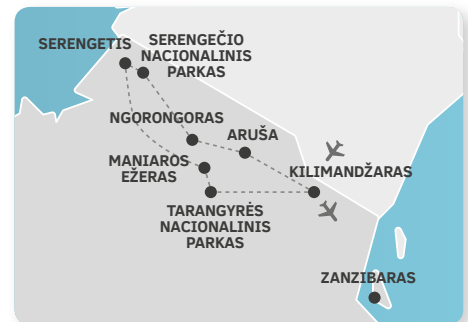 SERENGETIS
SERENGEČIO
NACIONALINIS
PARKAS
NGORONGORAS
ARUŠA
MANIAROS
EŽERAS
KILIMANDŽARAS
TARANGYRĖS
NACIONALINIS
PARKAS
ZANZIBARAS